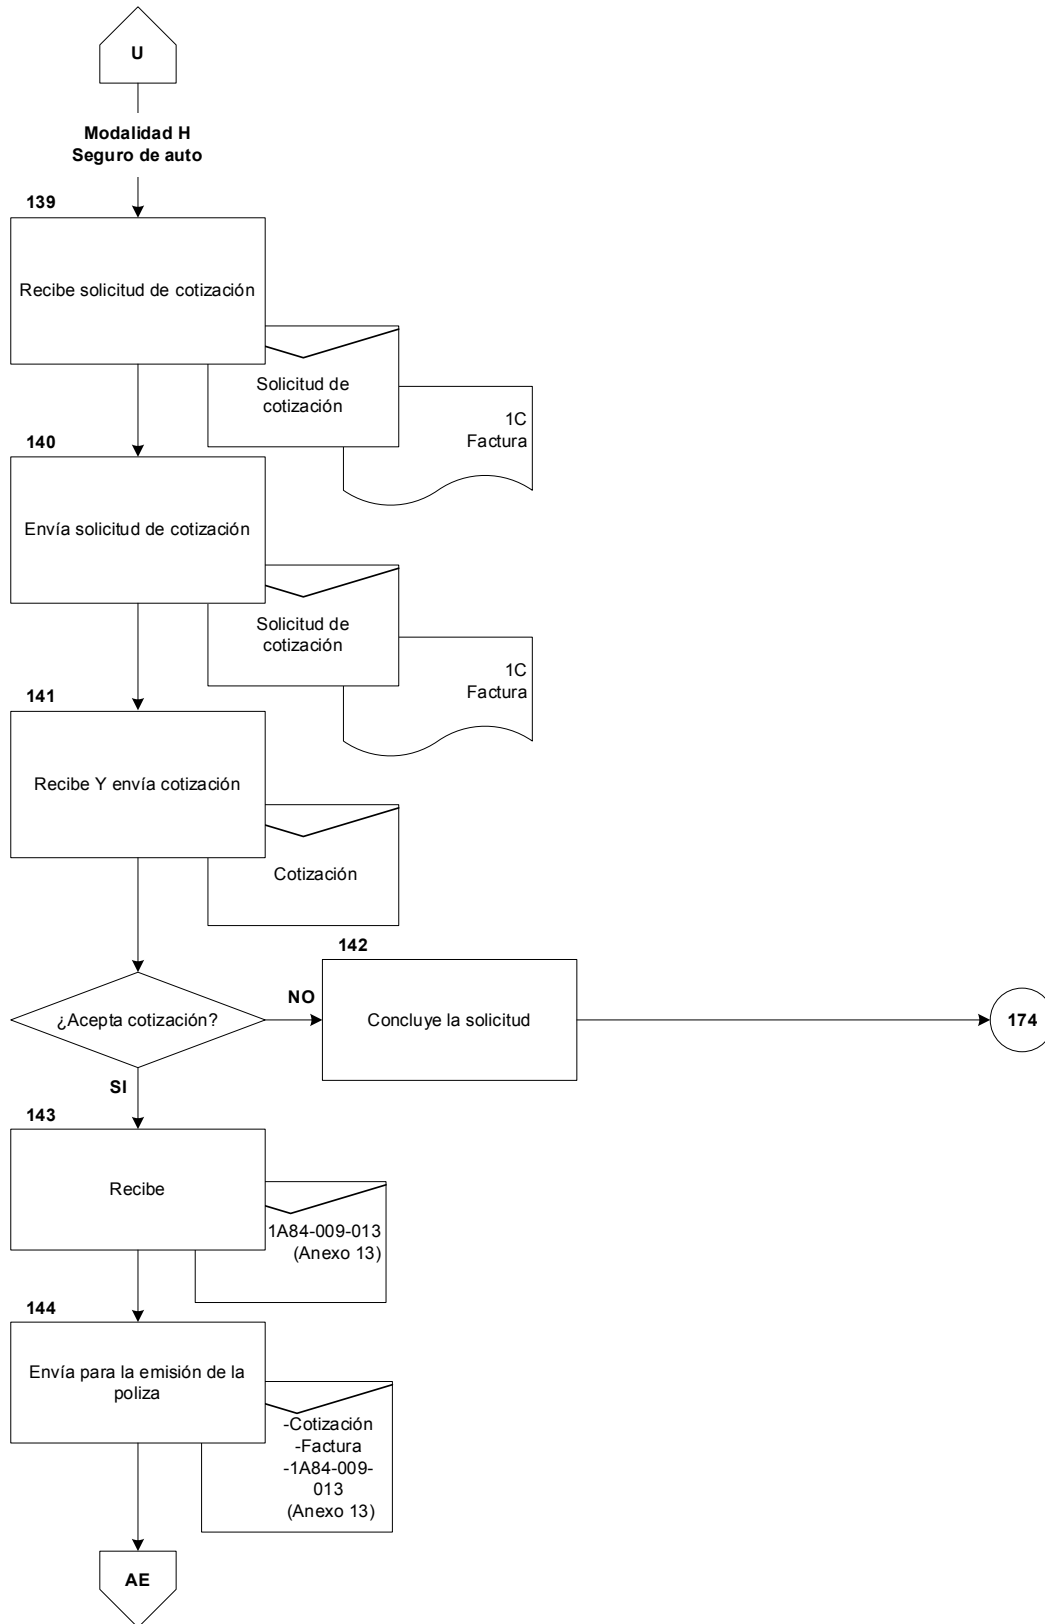 U
Modalidad H
Seguro de auto
139
Recibe solicitud de cotización
Solicitud de
cotización
1C
Factura
140
Envía solicitud de cotización
Solicitud de
cotización
1C
Factura
141
Recibe Y envía cotización
Cotización
142
¿Acepta cotización?
NO
Concluye la solicitud
174
SI
143
Recibe
1A84-009-013
(Anexo 13)
144
Envía para la emisión de la
poliza
-Cotización
-Factura
-1A84-009-
013
(Anexo 13)
AE